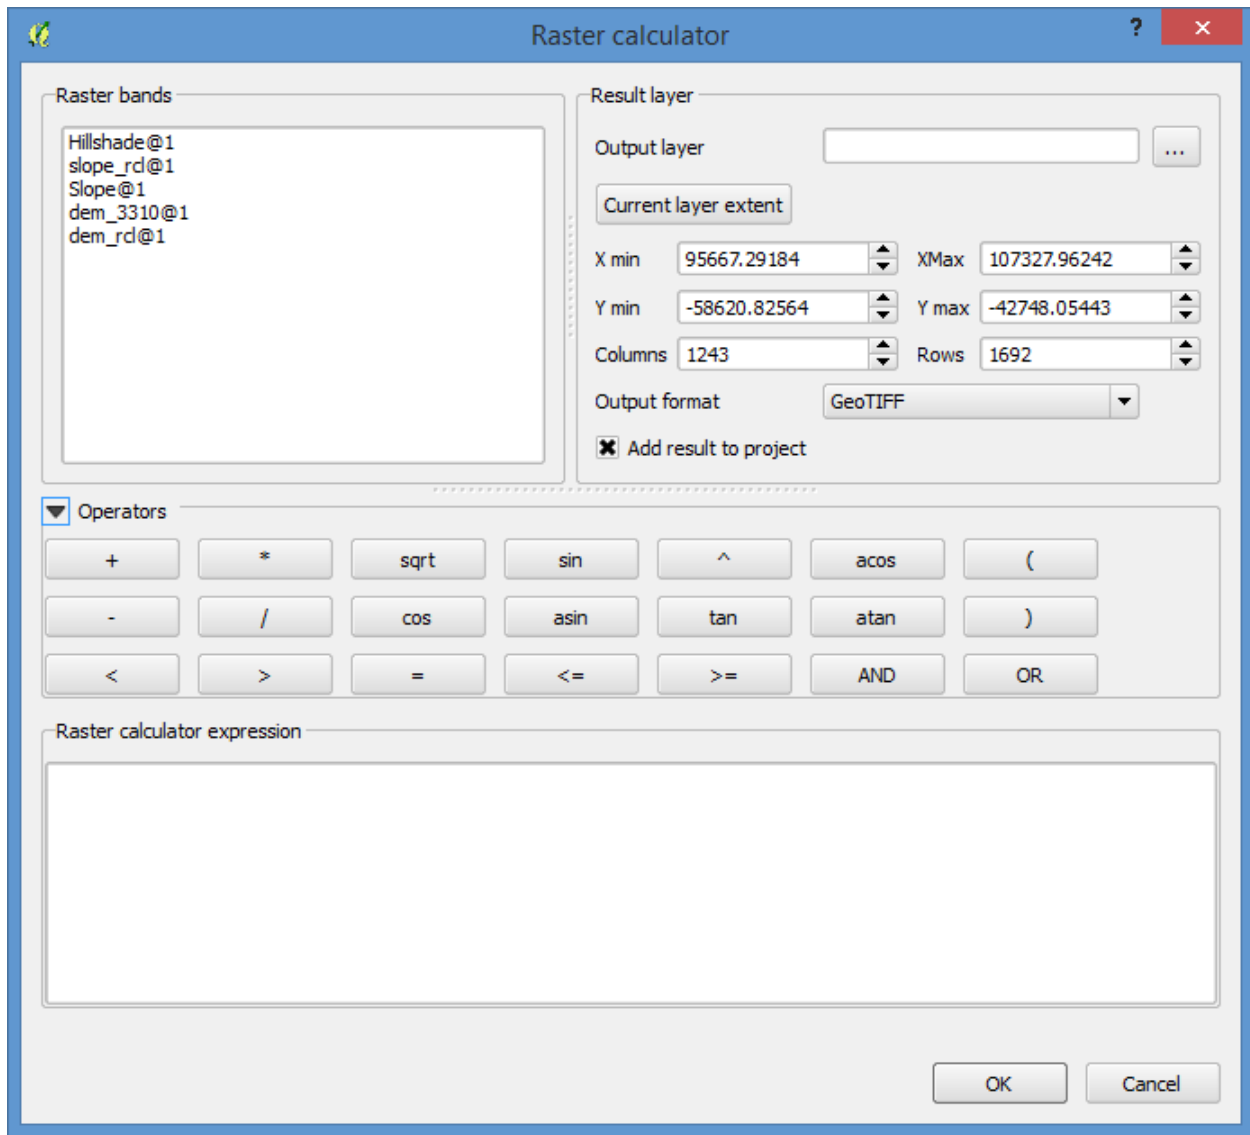 Raster calculator ?
Raster bands
Hillshade@1
slope_rcl@1
Slope@1
dem_3310@1
dem_rcl@1
Result layer
Output layer ...
Current layer extent
X min 95667.29184 XMax 107327.96242
Y min -58620.82564 Y max -42748.05443
Columns 1243 Rows 1692
Output format GeoTIFF
Add result to project
Operators
+ * sqrt sin ^ acos (
- / cos asin tan atan )
< > = <= >= AND OR
Raster calculator expression
OK Cancel